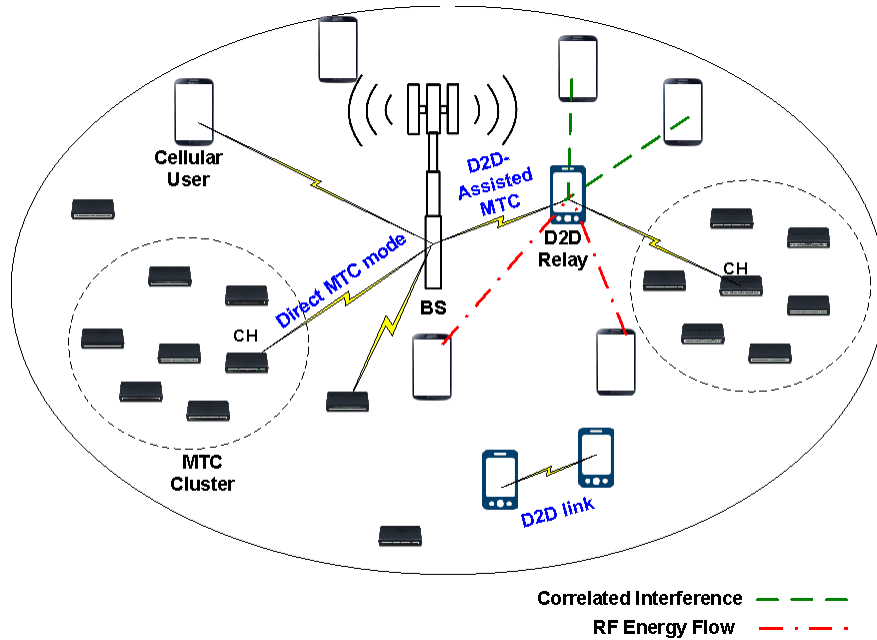 Cellular
User
D2D-
Assisted
MTC
D2D
Relay
CH
Direct MTC mode
BS
CH
MTC
Cluster
D2D link
Correlated Interference
RF Energy Flow